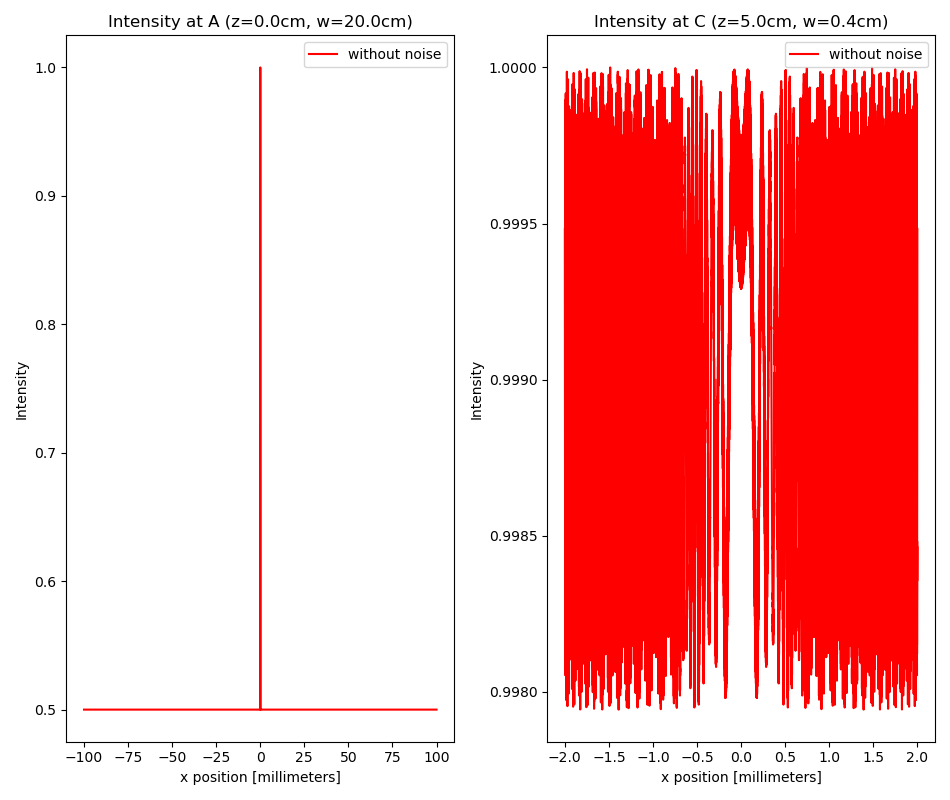 Intensity at A (z=0.0cm, w=20.0cm)
without noise
1.0
0.9
0.8
0.7
0.6
0.5
Intensity
−100 −75 −50 −25 0 25 50 75 100
x position [millimeters]
Intensity at C (z=5.0cm, w=0.4cm)
without noise
1.0000
0.9995
0.9990
0.9985
0.9980
Intensity
−2.0 −1.5 −1.0 −0.5 0.0 0.5 1.0 1.5 2.0
x position [millimeters]